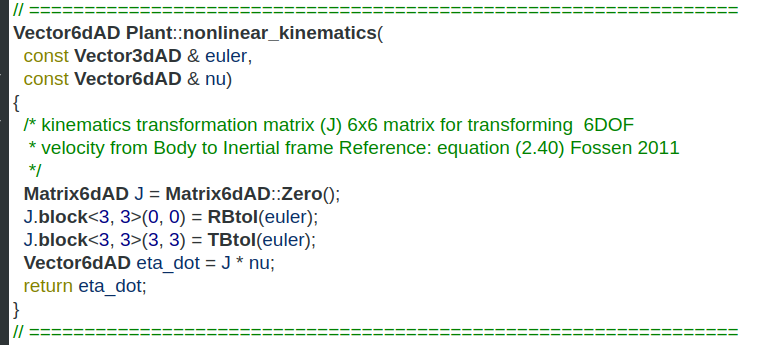 // ================================================================
Vector6dAD Plant::nonlinear_kinematics(
const Vector3dAD & euler,
const Vector6dAD & nu)
{
/* kinematics transformation matrix (J) 6x6 matrix for transforming  6DOF
* velocity from Body to Inertial frame Reference: equation (2.40) Fossen 2011
*/
Matrix6dAD J = Matrix6dAD::Zero();
J.block<3, 3>(0, 0) = RBtoI(euler);
J.block<3, 3>(3, 3) = TBtoI(euler);
Vector6dAD eta_dot = J * nu;
return eta_dot;
}
// ================================================================